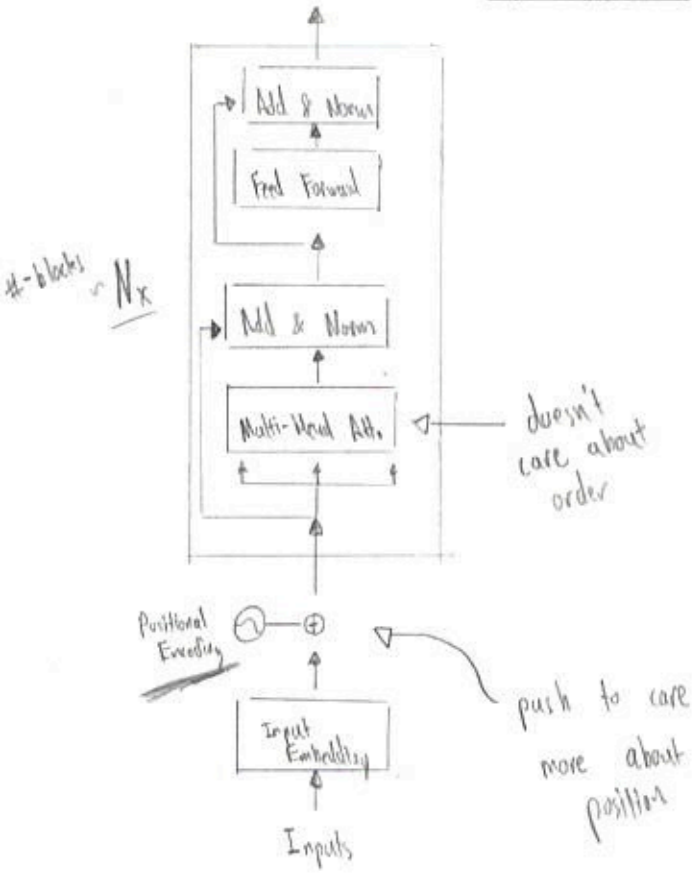 Add & Norm
Feed Forward
#-blocks ~ Nx
Add & Norm
Multi-Head Att.
doesn't
care about
order
Positional
Encoding
push to care
more about
position
Input
Embedding
Inputs